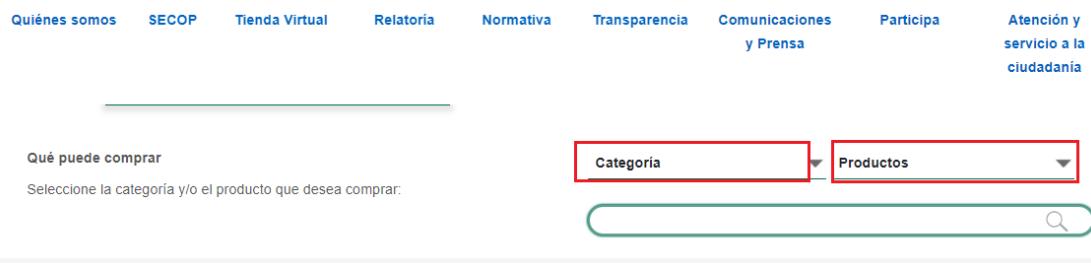 Quiénes somos SECOP Tienda Virtual Relatoría Normativa Transparencia Comunicaciones y Prensa Participa Atención y servicio a la ciudadanía
Qué puede comprar
Seleccione la categoría y/o el producto que desea comprar:
Categoría
Productos